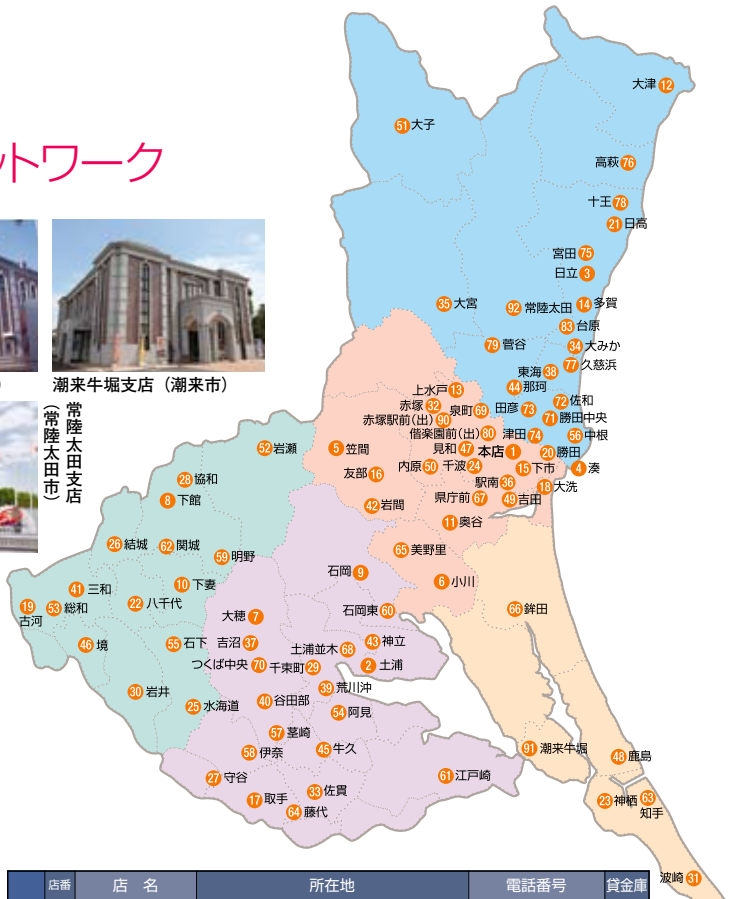 ットワーク
潮来牛堀支店（潮来市）
常陸太田支店
（常陸太田市）
大津 12
51 大子
高萩 76
十王 78
21 日高
宮田 75
日立 3
35 大宮
92 常陸太田
14 多賀
83 台原
79 菅谷
34 大みか
77 久慈浜
東海 38
44 那珂
上水戸 13
72 佐和
赤塚 32
泉町 69
田彦 73
71 勝田中央
赤塚駅前(出) 90
偕楽園前(出) 80
津田 74
56 中根
52 岩瀬
5 笠間
見和 47
本店 1
20 勝田
内原 50
千波 24
15 下市
4 湊
友部 16
28 協和
駅南 36
18 大洗
8 下館
県庁前 67
49 吉田
42 岩間
11 奥谷
26 結城
62 関城
65 美野里
59 明野
石岡 9
6 小川
10 下妻
41 三和
22 八千代
19 古河
53 総和
大穂 7
石岡東 60
66 鉾田
46 境
55 石下
吉沼 37
土浦並木 68
43 神立
つくば中央 70
千束町 29
2 土浦
30 岩井
39 荒川沖
25 水海道
40 谷田部
54 阿見
57 茎崎
58 伊奈
45 牛久
91 潮来牛堀
48 鹿島
27 守谷
61 江戸崎
17 取手
33 佐貫
64 藤代
23 神栖
63 知手
波崎 31
店番 店 名 所在地 電話番号 貸金庫